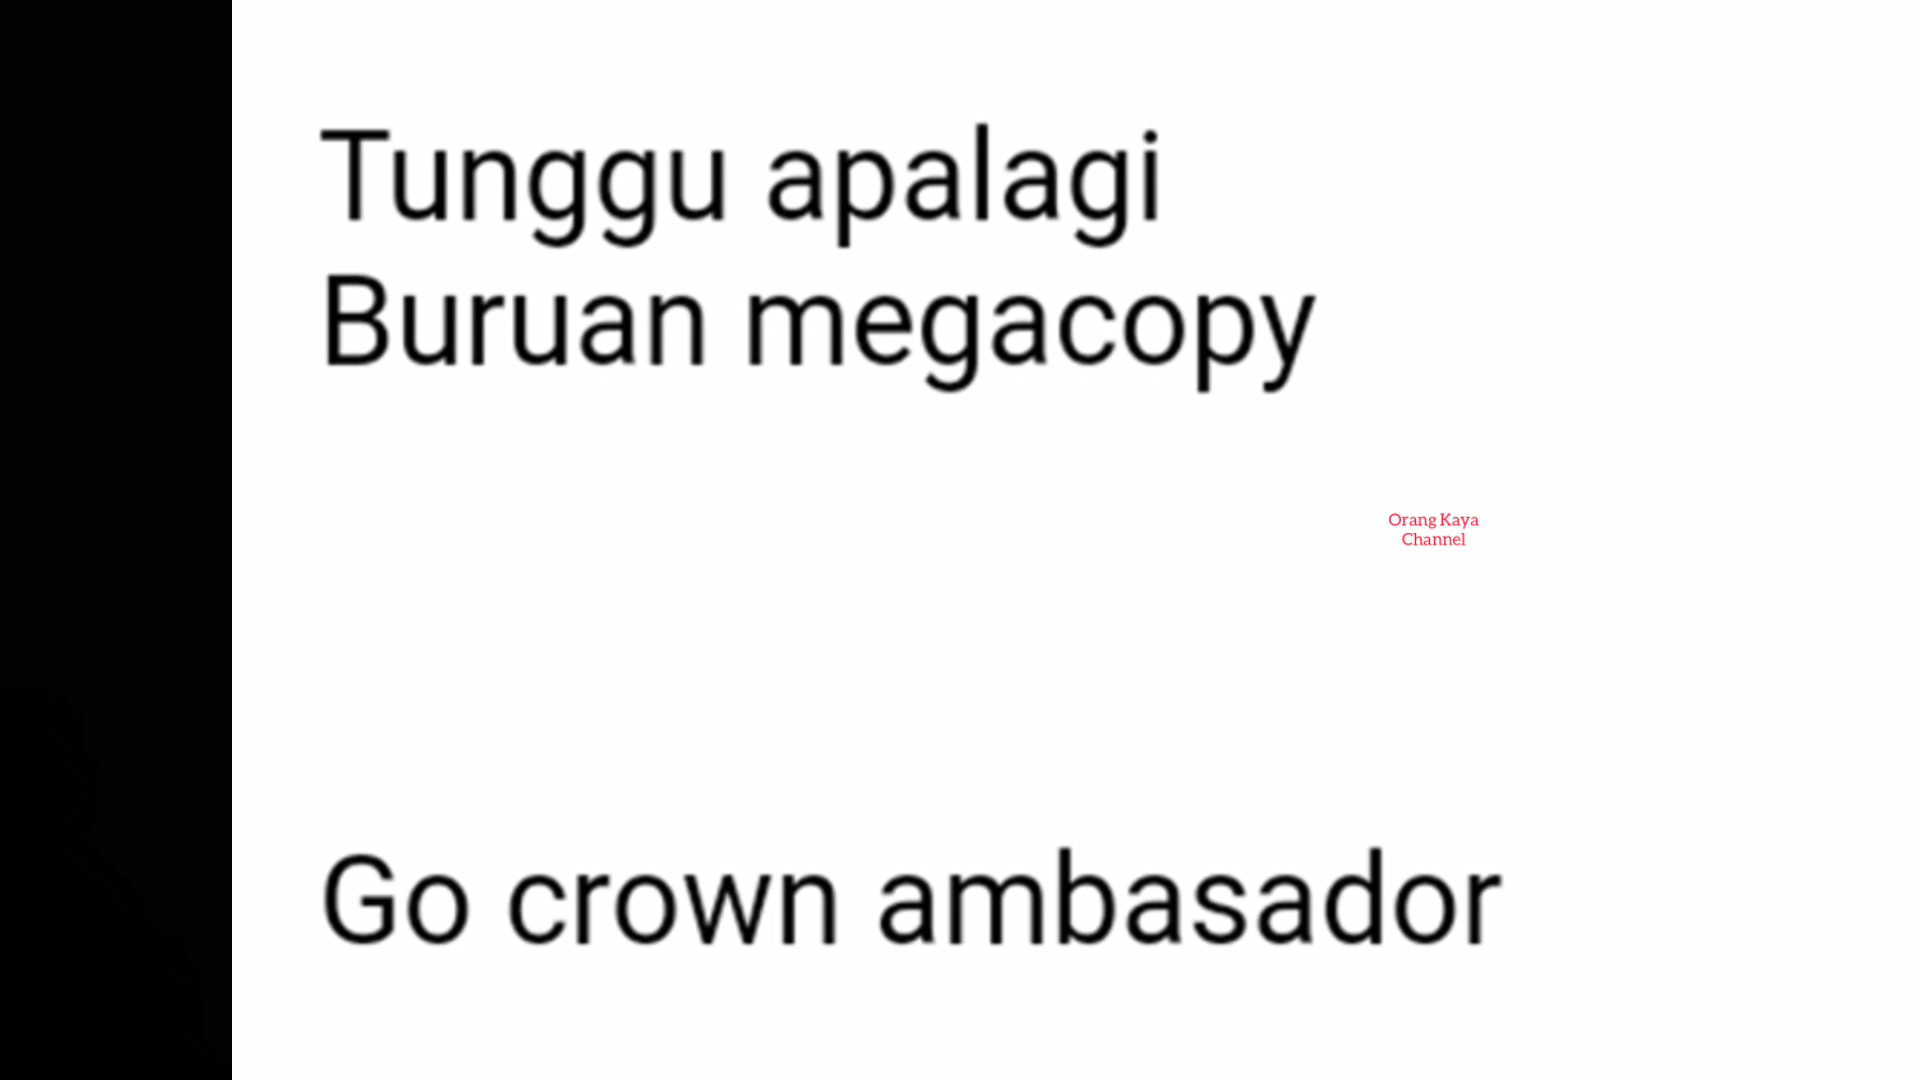 Tunggu apalagi
Buruan megacopy
Orang Kaya
Channel
Go crown ambasador